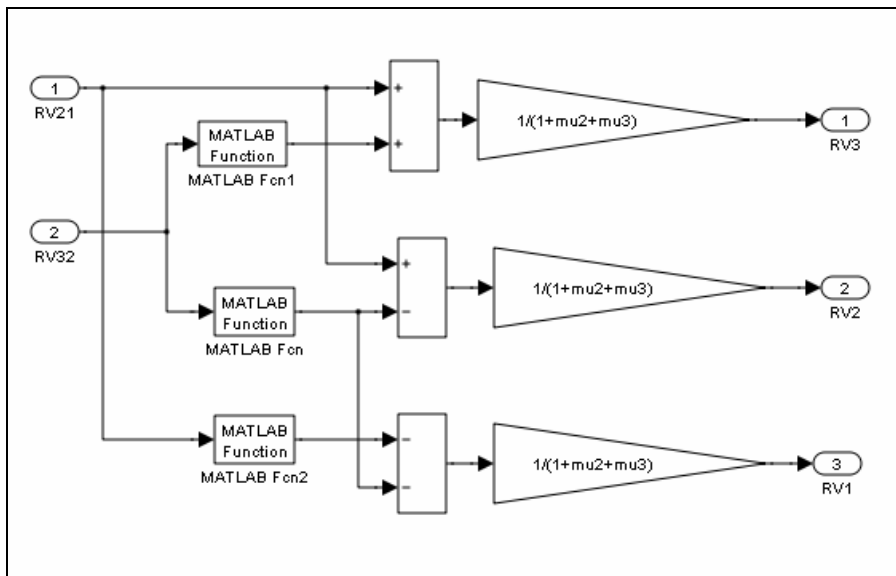 1
RV21
+
+
1/(1+mu2+mu3)
1
RV3
MATLAB
Function
MATLAB Fcn1
2
RV32
+
−
1/(1+mu2+mu3)
2
RV2
MATLAB
Function
MATLAB Fcn
MATLAB
Function
MATLAB Fcn2
−
−
1/(1+mu2+mu3)
3
RV1